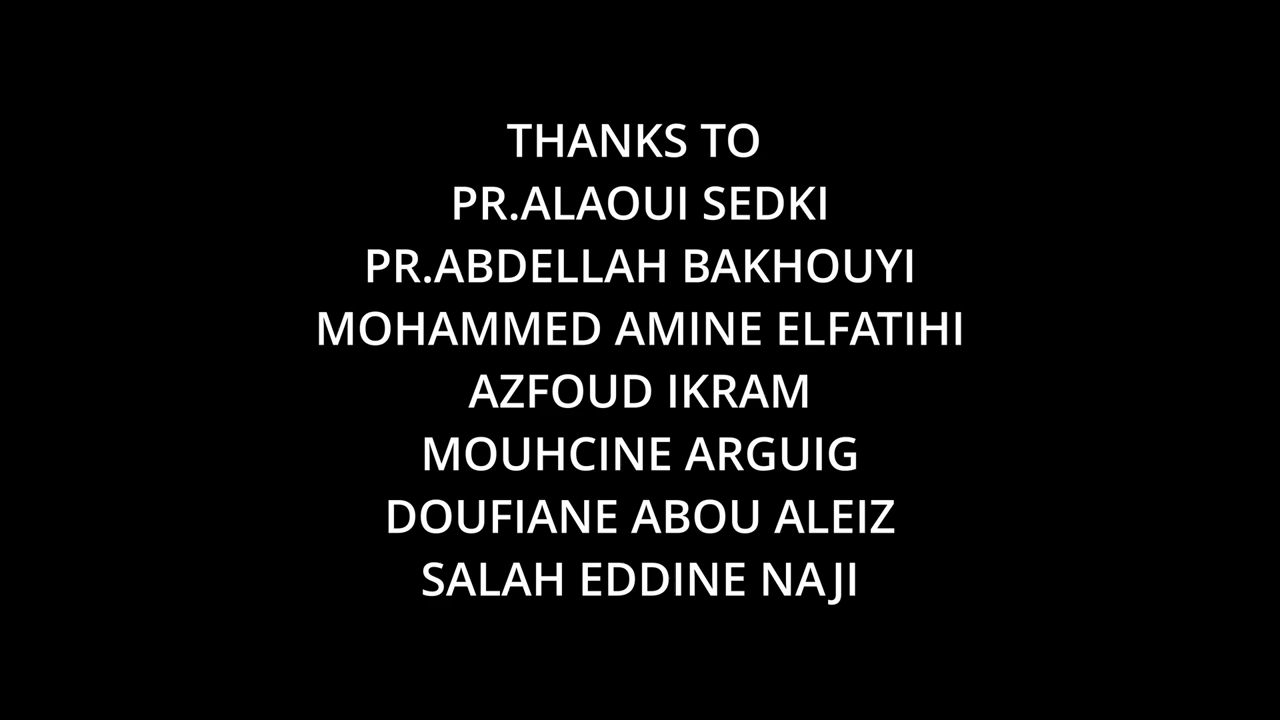 THANKS TO
PR.ALAOUI SEDKI
PR.ABDELLAH BAKHOUYI
MOHAMMED AMINE ELFATIHI
AZFOUD IKRAM
MOUHCINE ARGUIG
DOUFIANE ABOU ALEIZ
SALAH EDDINE NAJI